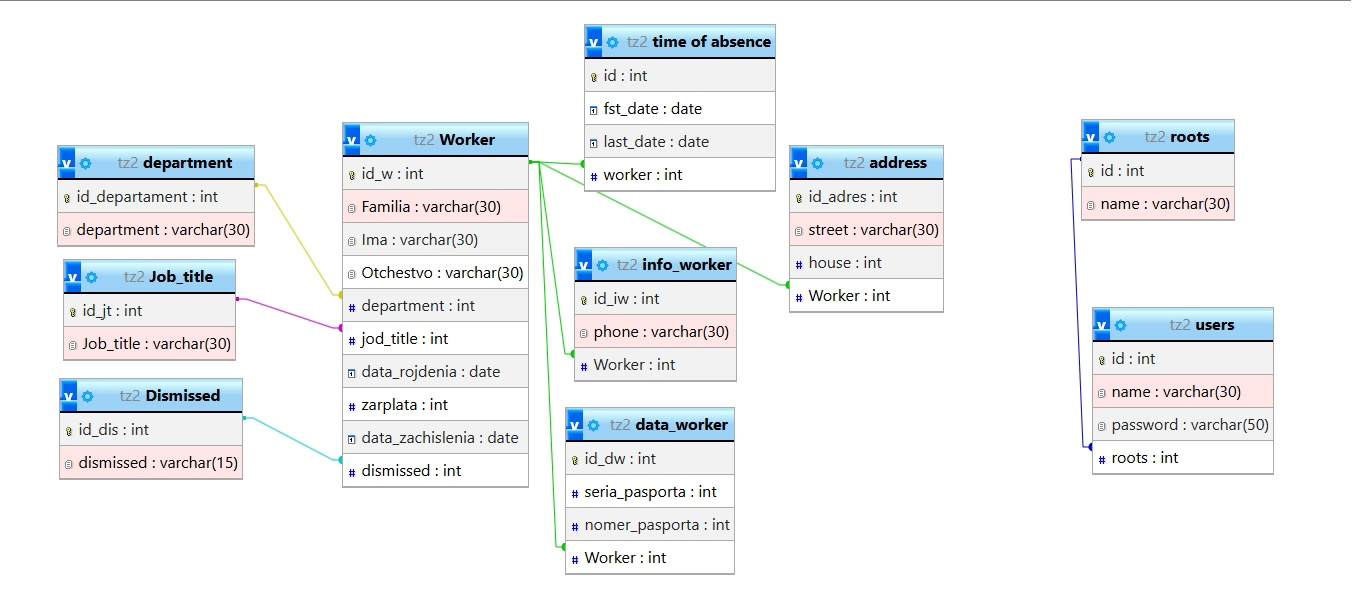 tz2 department
id_departament : int
department : varchar(30)
tz2 Job_title
id_jt : int
Job_title : varchar(30)
tz2 Dismissed
id_dis : int
dismissed : varchar(15)
tz2 Worker
id_w : int
Familia : varchar(30)
Ima : varchar(30)
Otchestvo : varchar(30)
department : int
jod_title : int
data_rojdenia : date
zarplata : int
data_zachislenia : date
dismissed : int
tz2 time of absence
id : int
fst_date : date
last_date : date
worker : int
tz2 info_worker
id_iw : int
phone : varchar(30)
Worker : int
tz2 data_worker
id_dw : int
seria_pasporta : int
nomer_pasporta : int
Worker : int
tz2 address
id_adres : int
street : varchar(30)
house : int
Worker : int
tz2 roots
id : int
name : varchar(30)
tz2 users
id : int
name : varchar(30)
password : varchar(50)
roots : int